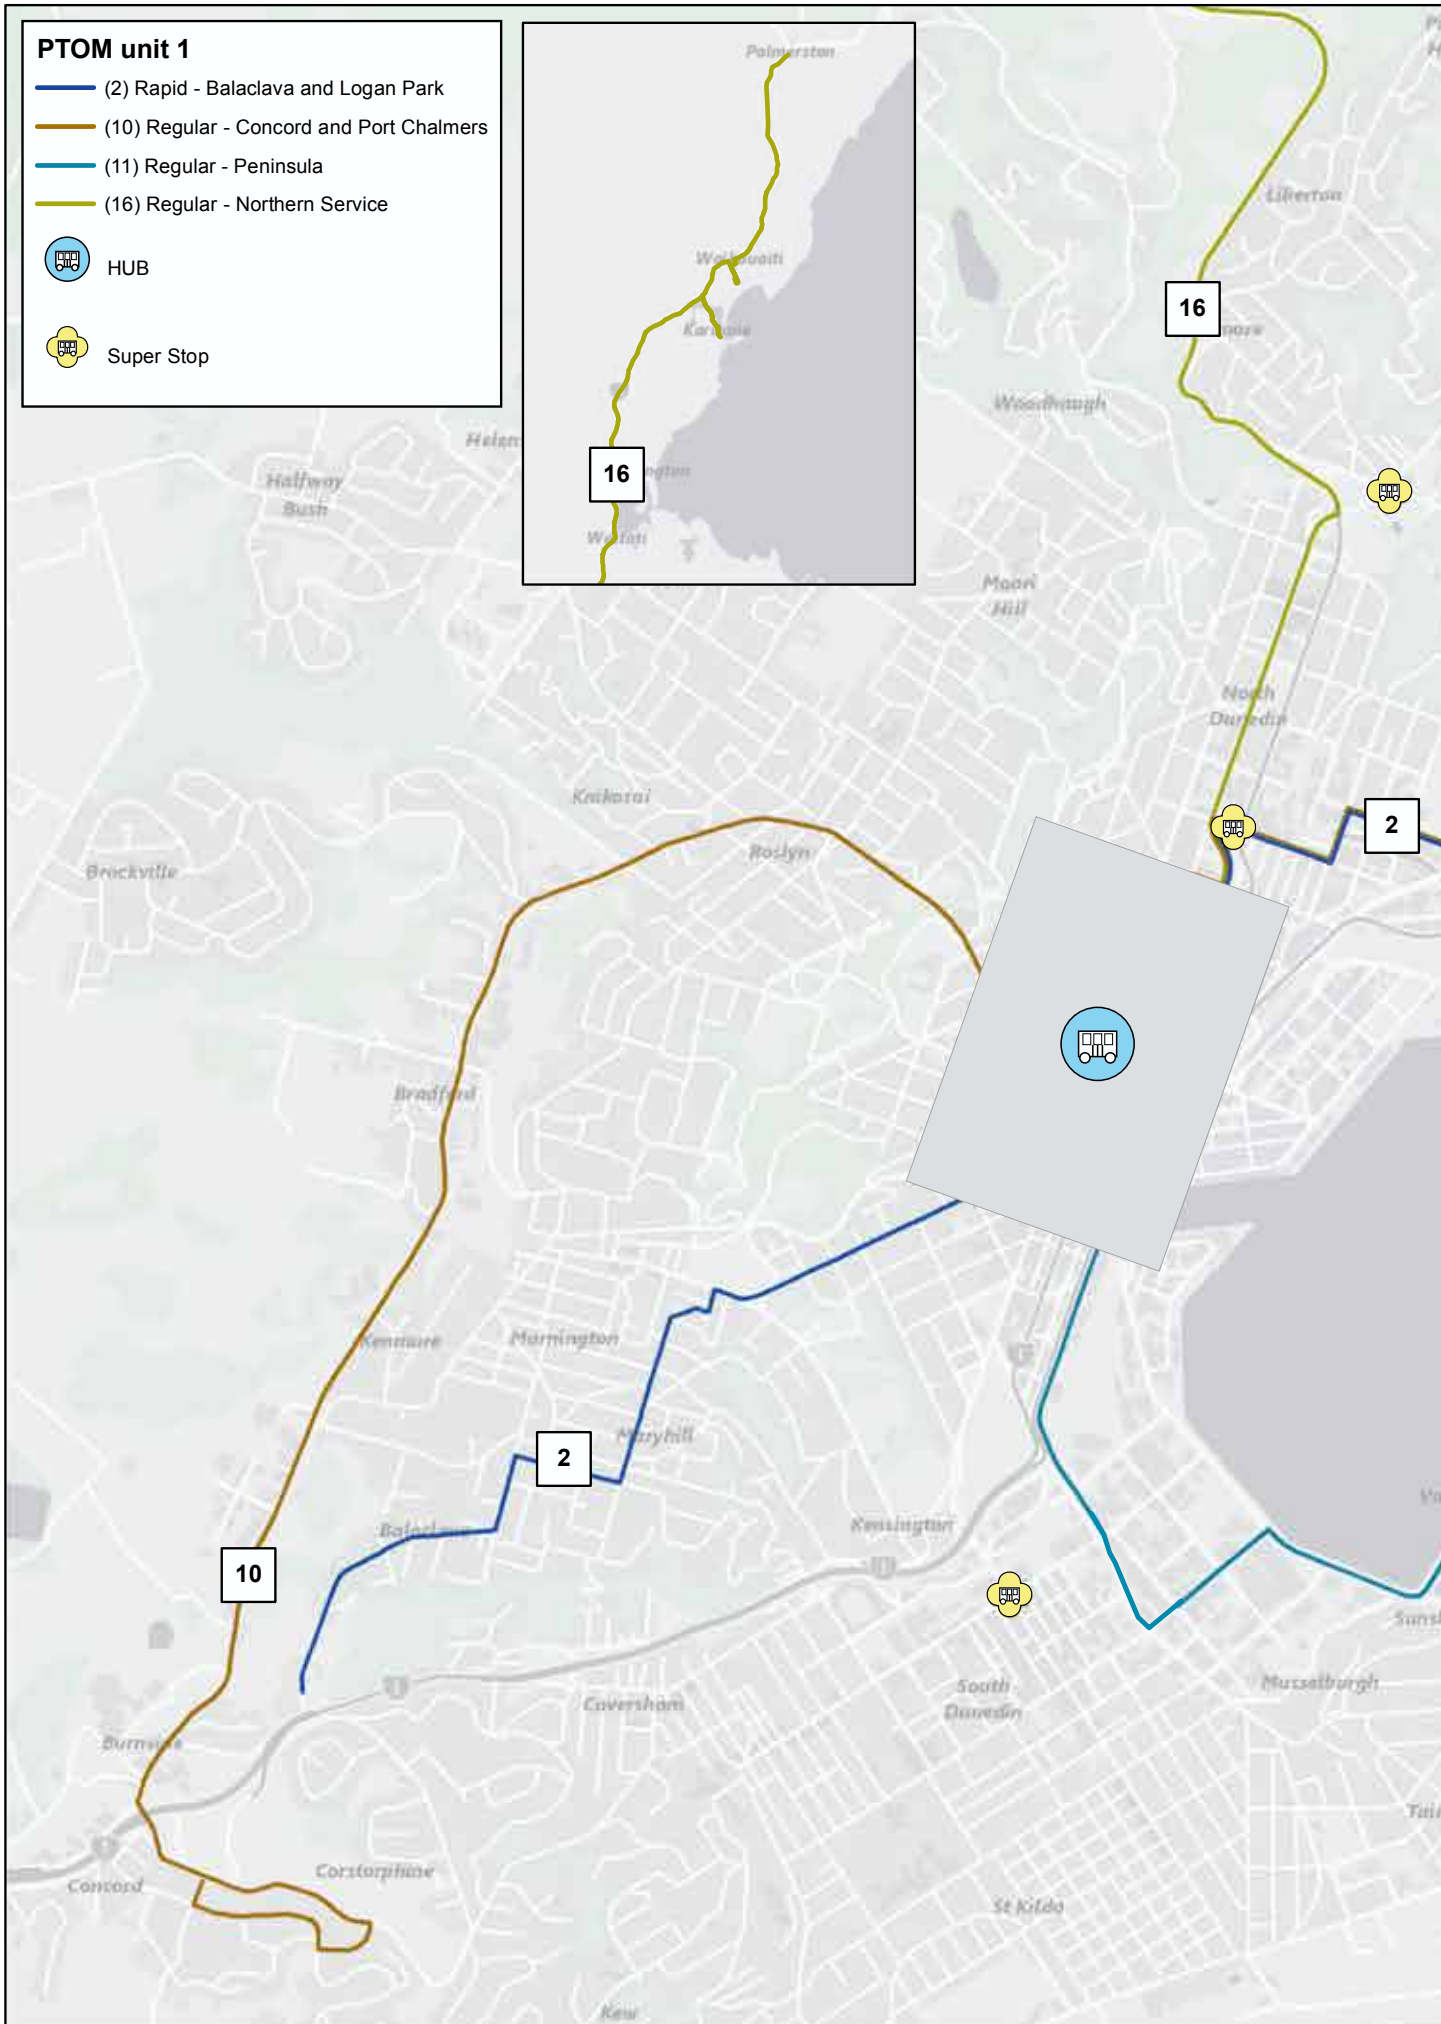 PTOM unit 1
(2) Rapid - Balaclava and Logan Park
(10) Regular - Concord and Port Chalmers
(11) Regular - Peninsula
(16) Regular - Northern Service
HUB
Super Stop
Palmerston
Waikouaiti
Karitane
16
Waitati
Liberton
16
Woodhaugh
Halfway
Bush
Maori
Hill
North
Dunedin
2
Kaikorai
Roslyn
Brockville
Bradford
Kenmure
Mornington
Maryhill
2
Balaclava
Kensington
10
1
1
1
South
Dunedin
Musselburgh
Caversham
Burnside
Corstorphine
Concord
St Kilda
Kew